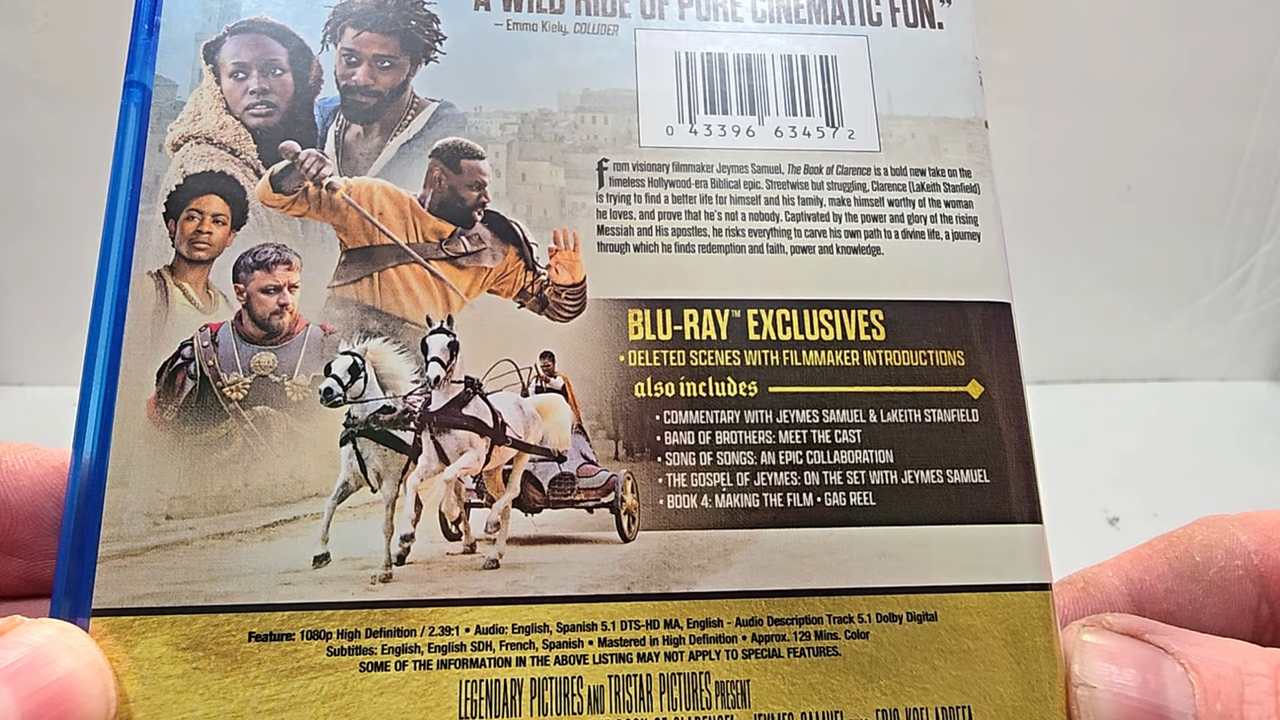 A WILD RIDE OF PURE CINEMATIC FUN."
– Emma Kiely, COLLIDER
0 43396 63457 2
From visionary filmmaker Jeymes Samuel, The Book of Clarence is a bold new take on the
timeless Hollywood-era Biblical epic. Streetwise but struggling, Clarence (LaKeith Stanfield)
is trying to find a better life for himself and his family, make himself worthy of the woman
he loves, and prove that he's not a nobody. Captivated by the power and glory of the rising
Messiah and His apostles, he risks everything to carve his own path to a divine life, a journey
through which he finds redemption and faith, power and knowledge.
BLU-RAY™ EXCLUSIVES
• DELETED SCENES WITH FILMMAKER INTRODUCTIONS
also includes
• COMMENTARY WITH JEYMES SAMUEL & LaKEITH STANFIELD
• BAND OF BROTHERS: MEET THE CAST
• SONG OF SONGS: AN EPIC COLLABORATION
• THE GOSPEL OF JEYMES: ON THE SET WITH JEYMES SAMUEL
• BOOK 4: MAKING THE FILM • GAG REEL
Feature: 1080p High Definition / 2.39:1 • Audio: English, Spanish 5.1 DTS-HD MA, English - Audio Description Track 5.1 Dolby Digital
Subtitles: English, English SDH, French, Spanish • Mastered in High Definition • Approx. 129 Mins. Color
SOME OF THE INFORMATION IN THE ABOVE LISTING MAY NOT APPLY TO SPECIAL FEATURES.
LEGENDARY PICTURES AND TRISTAR PICTURES PRESENT